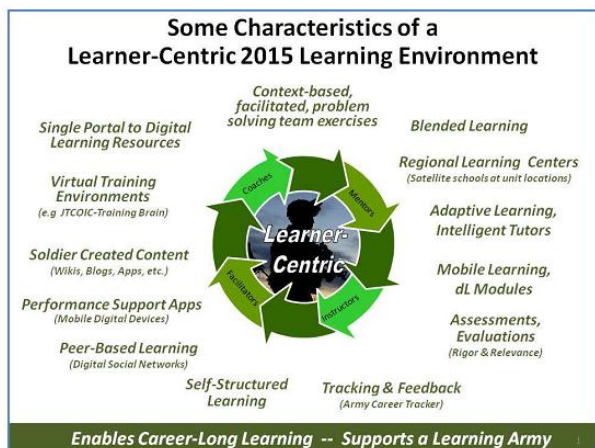 Some Characteristics of a
Learner-Centric 2015 Learning Environment
Context-based,
facilitated, problem
solving team exercises
Single Portal to Digital
Learning Resources
Virtual Training
Environments
(e.g JTCOIC-Training Brain)
Soldier Created Content
(Wikis, Blogs, Apps, etc.)
Performance Support Apps
(Mobile Digital Devices)
Peer-Based Learning
(Digital Social Networks)
Self-Structured
Learning
Coaches
Mentors
Learner-
Centric
Facilitators
Instructors
Blended Learning
Regional Learning Centers
(Satellite schools at unit locations)
Adaptive Learning,
Intelligent Tutors
Mobile Learning,
dL Modules
Assessments,
Evaluations
(Rigor & Relevance)
Tracking & Feedback
(Army Career Tracker)
Enables Career-Long Learning -- Supports a Learning Army
1